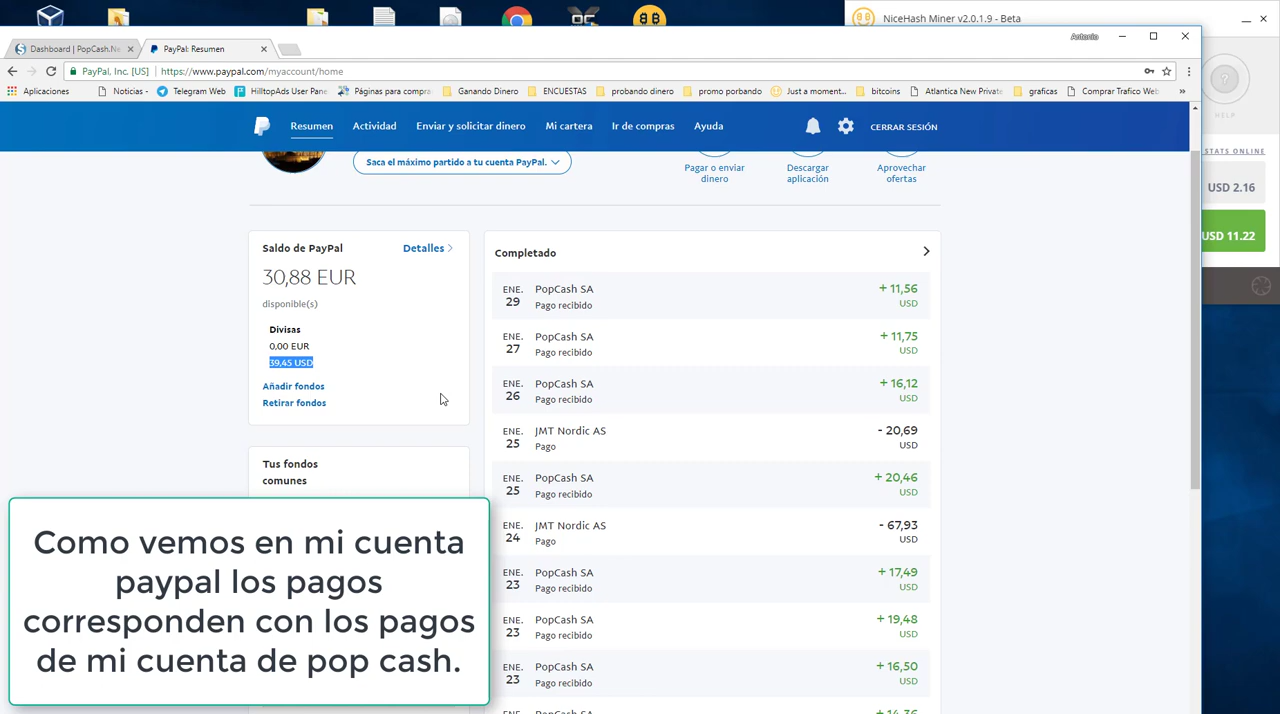 NiceHash Miner v2.0.1.9 - Beta
Antonio
Dashboard | PopCash.Ne
PayPal: Resumen
PayPal, Inc. [US]
https://www.paypal.com/myaccount/home
Aplicaciones
Noticias -
Telegram Web
HilltopAds User Pane
Páginas para compra
Ganando Dinero
ENCUESTAS
probando dinero
promo porbando
Just a moment...
bitcoins
Atlantica New Private
graficas
Comprar Trafico Web
»
Resumen
Actividad
Enviar y solicitar dinero
Mi cartera
Ir de compras
Ayuda
CERRAR SESIÓN
HELP
STATS ONLINE
USD 2.16
USD 11.22
Saca el máximo partido a tu cuenta PayPal.
Pagar o enviar
dinero
Descargar
aplicación
Aprovechar
ofertas
Saldo de PayPal
Detalles
30,88 EUR
disponible(s)
Divisas
0,00 EUR
39,45 USD
Añadir fondos
Retirar fondos
Tus fondos
comunes
Completado
ENE.
29
PopCash SA
Pago recibido
+ 11,56
USD
ENE.
27
PopCash SA
Pago recibido
+ 11,75
USD
ENE.
26
PopCash SA
Pago recibido
+ 16,12
USD
ENE.
25
JMT Nordic AS
Pago
- 20,69
USD
ENE.
25
PopCash SA
Pago recibido
+ 20,46
USD
ENE.
24
JMT Nordic AS
Pago
- 67,93
USD
ENE.
23
PopCash SA
Pago recibido
+ 17,49
USD
ENE.
23
PopCash SA
Pago recibido
+ 19,48
USD
ENE.
23
PopCash SA
Pago recibido
+ 16,50
USD
Como vemos en mi cuenta
paypal los pagos
corresponden con los pagos
de mi cuenta de pop cash.